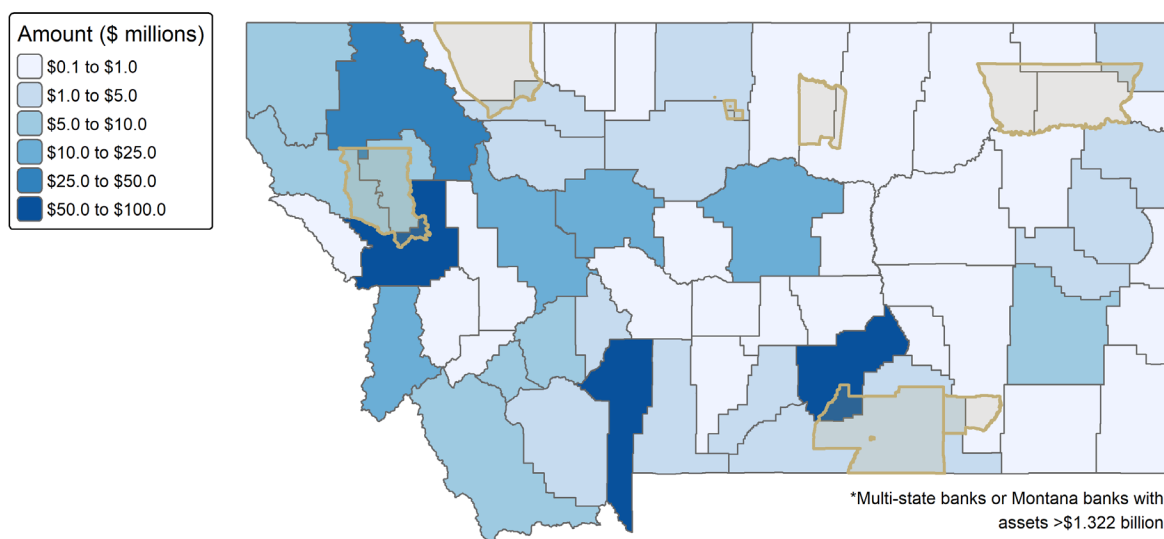 Amount ($ millions)
$0.1 to $1.0
$1.0 to $5.0
$5.0 to $10.0
$10.0 to $25.0
$25.0 to $50.0
$50.0 to $100.0
*Multi-state banks or Montana banks with
assets >$1.322 billion